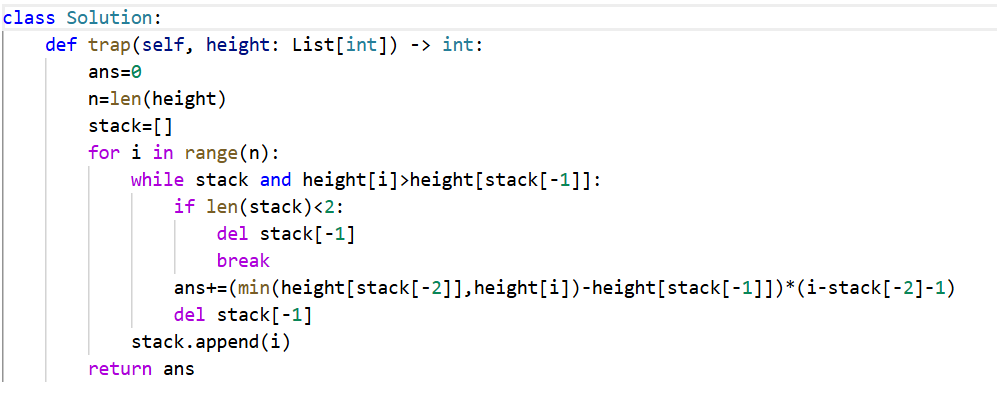 class Solution:
    def trap(self, height: List[int]) -> int:
        ans=0
        n=len(height)
        stack=[]
        for i in range(n):
            while stack and height[i]>height[stack[-1]]:
                if len(stack)<2:
                    del stack[-1]
                    break
                ans+=(min(height[stack[-2]],height[i])-height[stack[-1]])*(i-stack[-2]-1)
                del stack[-1]
            stack.append(i)
        return ans